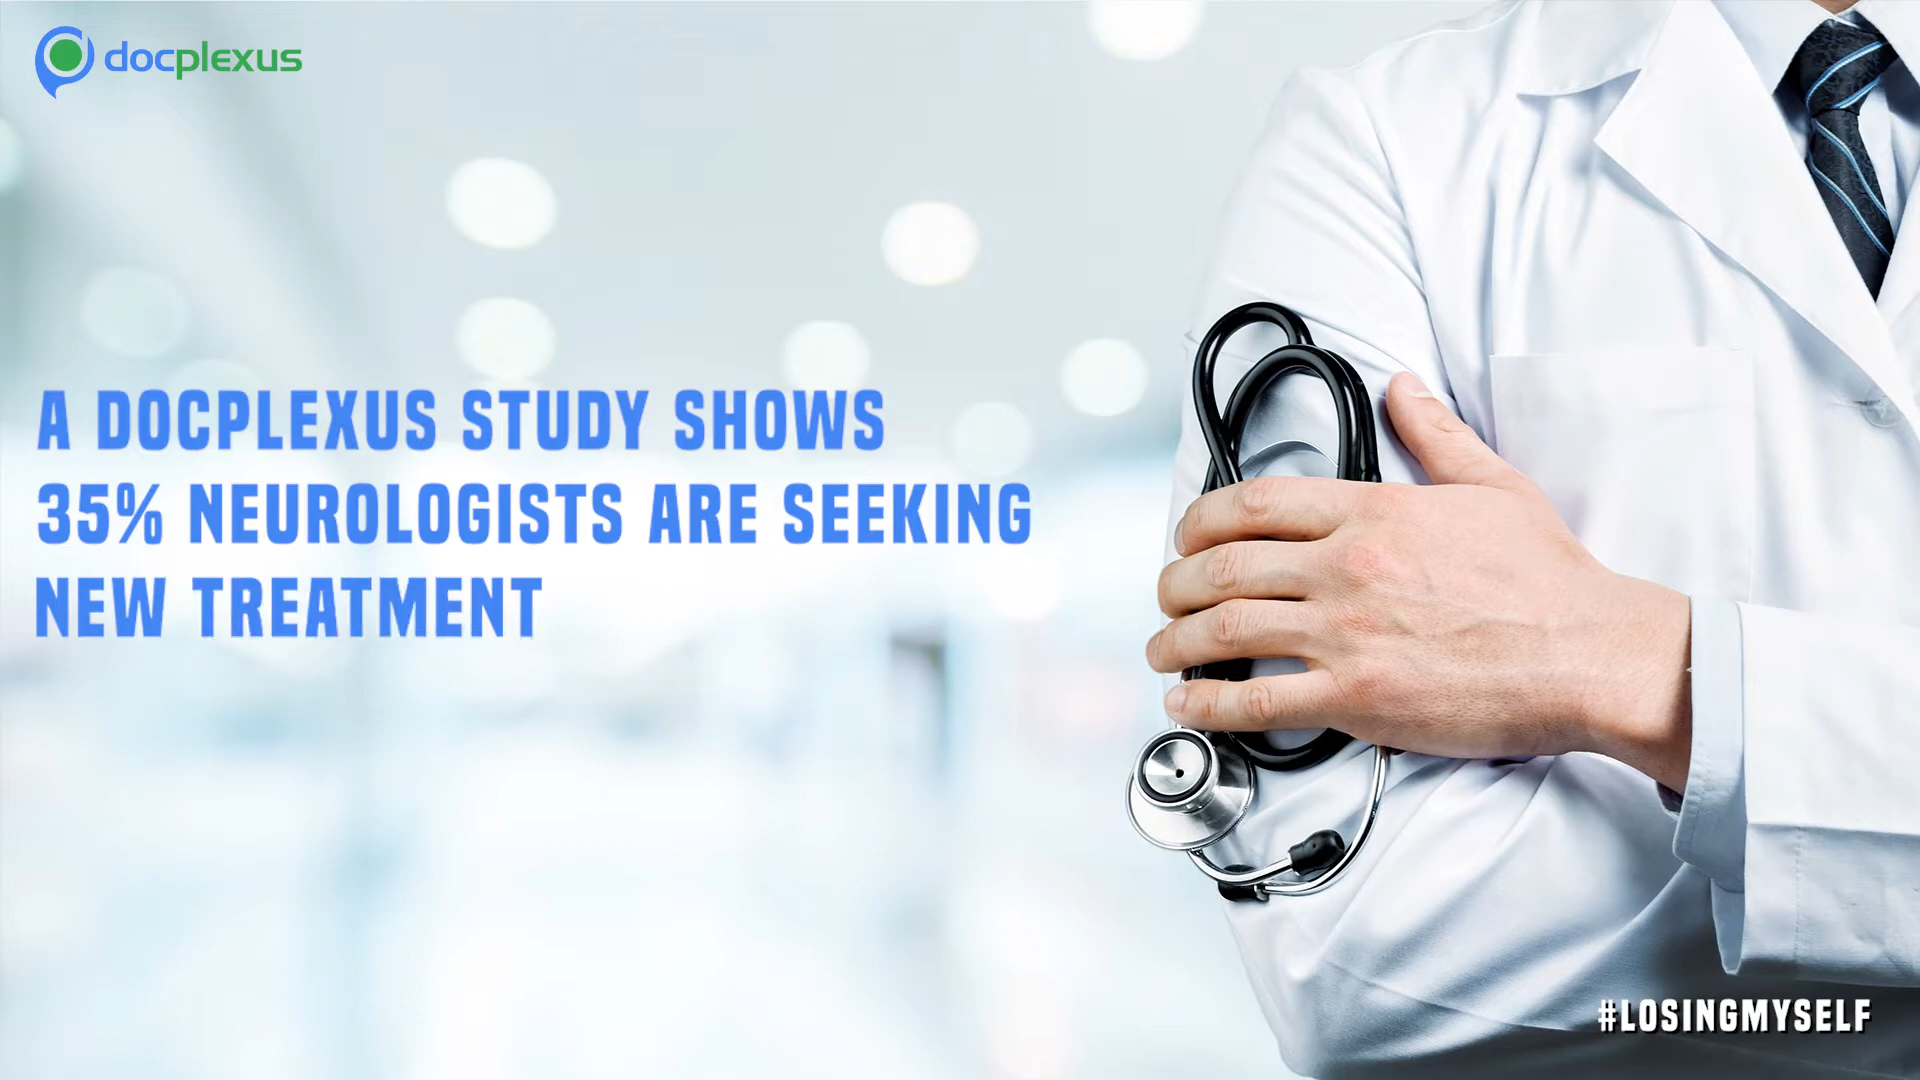 docplexus
A DOCPLEXUS STUDY SHOWS
35% NEUROLOGISTS ARE SEEKING
NEW TREATMENT
#LOSINGMYSELF